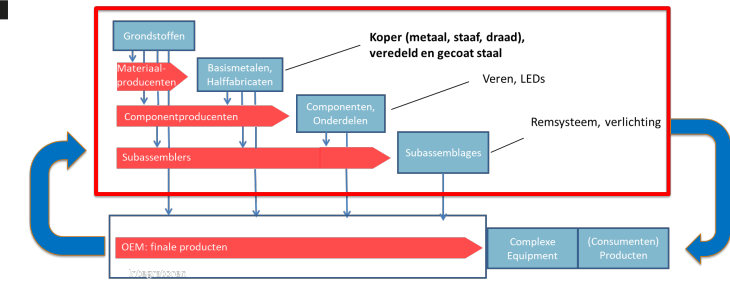 Grondstoffen
Koper (metaal, staaf, draad),
veredeld en gecoat staal
Materiaal-
producenten
Basismetalen,
Halffabricaten
Veren, LEDs
Componenten,
Onderdelen
Componentproducenten
Remsysteem, verlichting
Subassemblers
Subassemblages
OEM: finale producten
Complexe
Equipment
(Consumenten)
Producten